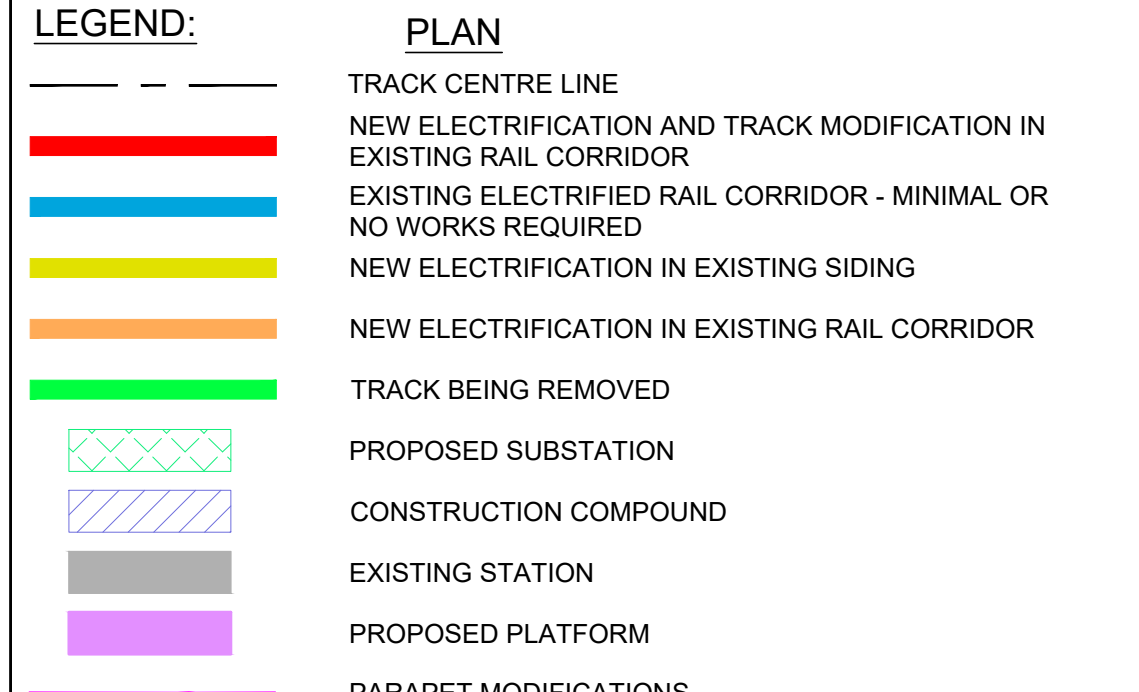 LEGEND:
PLAN
TRACK CENTRE LINE
NEW ELECTRIFICATION AND TRACK MODIFICATION IN
EXISTING RAIL CORRIDOR
EXISTING ELECTRIFIED RAIL CORRIDOR - MINIMAL OR
NO WORKS REQUIRED
NEW ELECTRIFICATION IN EXISTING SIDING
NEW ELECTRIFICATION IN EXISTING RAIL CORRIDOR
TRACK BEING REMOVED
PROPOSED SUBSTATION
CONSTRUCTION COMPOUND
EXISTING STATION
PROPOSED PLATFORM
PARAPET MODIFICATIONS